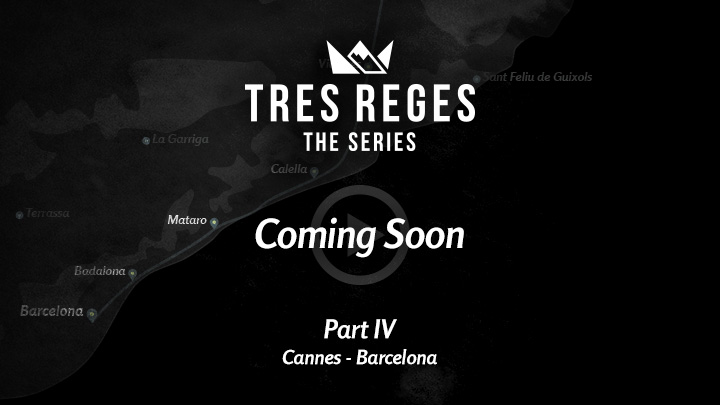 Sant Feliu de Guixols
TRES REGES
THE SERIES
La Garriga
Calella
Terrassa
Mataro
Coming Soon
Badalona
Barcelona
Part IV
Cannes - Barcelona